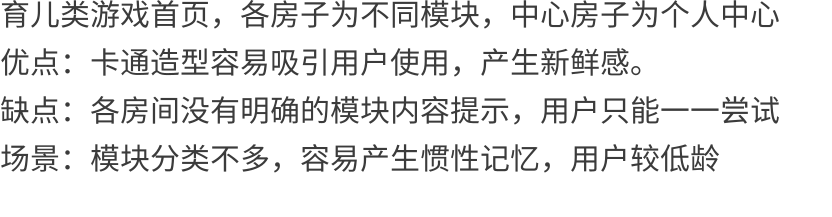 育儿类游戏首页，各房子为不同模块，中心房子为个人中心
优点：卡通造型容易吸引用户使用，产生新鲜感。
缺点：各房间没有明确的模块内容提示，用户只能一一尝试
场景：模块分类不多，容易产生惯性记忆，用户较低龄